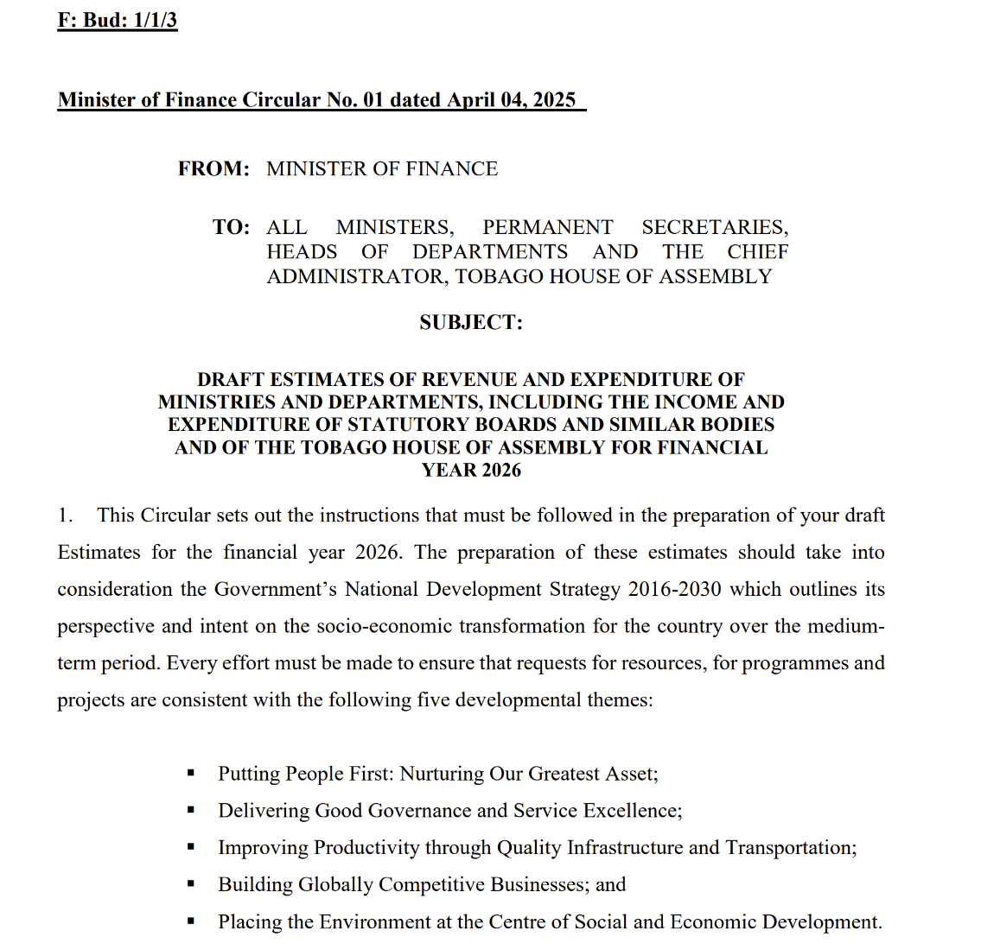 F: Bud: 1/1/3
Minister of Finance Circular No. 01 dated April 04, 2025
FROM: MINISTER OF FINANCE
TO: ALL MINISTERS, PERMANENT SECRETARIES,
HEADS OF DEPARTMENTS AND THE CHIEF
ADMINISTRATOR, TOBAGO HOUSE OF ASSEMBLY
SUBJECT:
DRAFT ESTIMATES OF REVENUE AND EXPENDITURE OF
MINISTRIES AND DEPARTMENTS, INCLUDING THE INCOME AND
EXPENDITURE OF STATUTORY BOARDS AND SIMILAR BODIES
AND OF THE TOBAGO HOUSE OF ASSEMBLY FOR FINANCIAL
YEAR 2026
1. This Circular sets out the instructions that must be followed in the preparation of your draft
Estimates for the financial year 2026. The preparation of these estimates should take into
consideration the Government’s National Development Strategy 2016-2030 which outlines its
perspective and intent on the socio-economic transformation for the country over the medium-
term period. Every effort must be made to ensure that requests for resources, for programmes and
projects are consistent with the following five developmental themes:
▪ Putting People First: Nurturing Our Greatest Asset;
▪ Delivering Good Governance and Service Excellence;
▪ Improving Productivity through Quality Infrastructure and Transportation;
▪ Building Globally Competitive Businesses; and
▪ Placing the Environment at the Centre of Social and Economic Development.